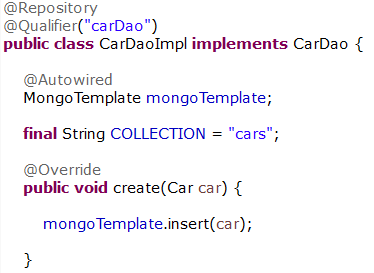 @Repository
@Qualifier("carDao")
public class CarDaoImpl implements CarDao {
@Autowired
MongoTemplate mongoTemplate;
final String COLLECTION = "cars";
@Override
public void create(Car car) {
mongoTemplate.insert(car);
}